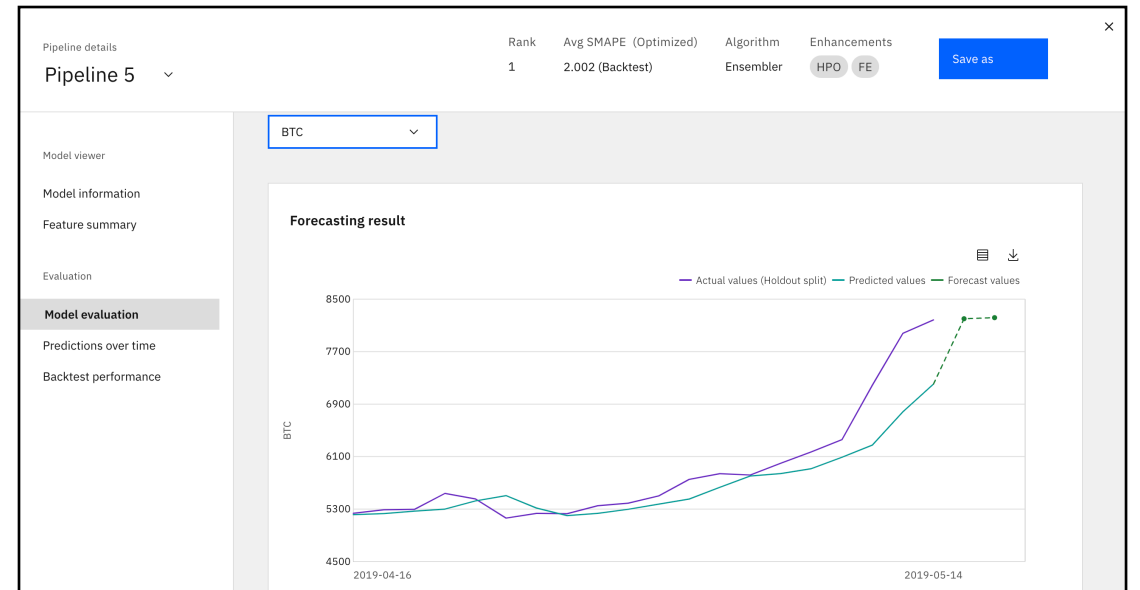 Pipeline details
Pipeline 5
Rank
Avg SMAPE (Optimized)
Algorithm
Enhancements
1
2.002 (Backtest)
Ensembler
HPO
FE
Save as
Model viewer
Model information
Feature summary
Evaluation
Model evaluation
Predictions over time
Backtest performance
BTC
Forecasting result
Actual values (Holdout split)
Predicted values
Forecast values
8500
7700
6900
6100
5300
4500
BTC
2019-04-16
2019-05-14